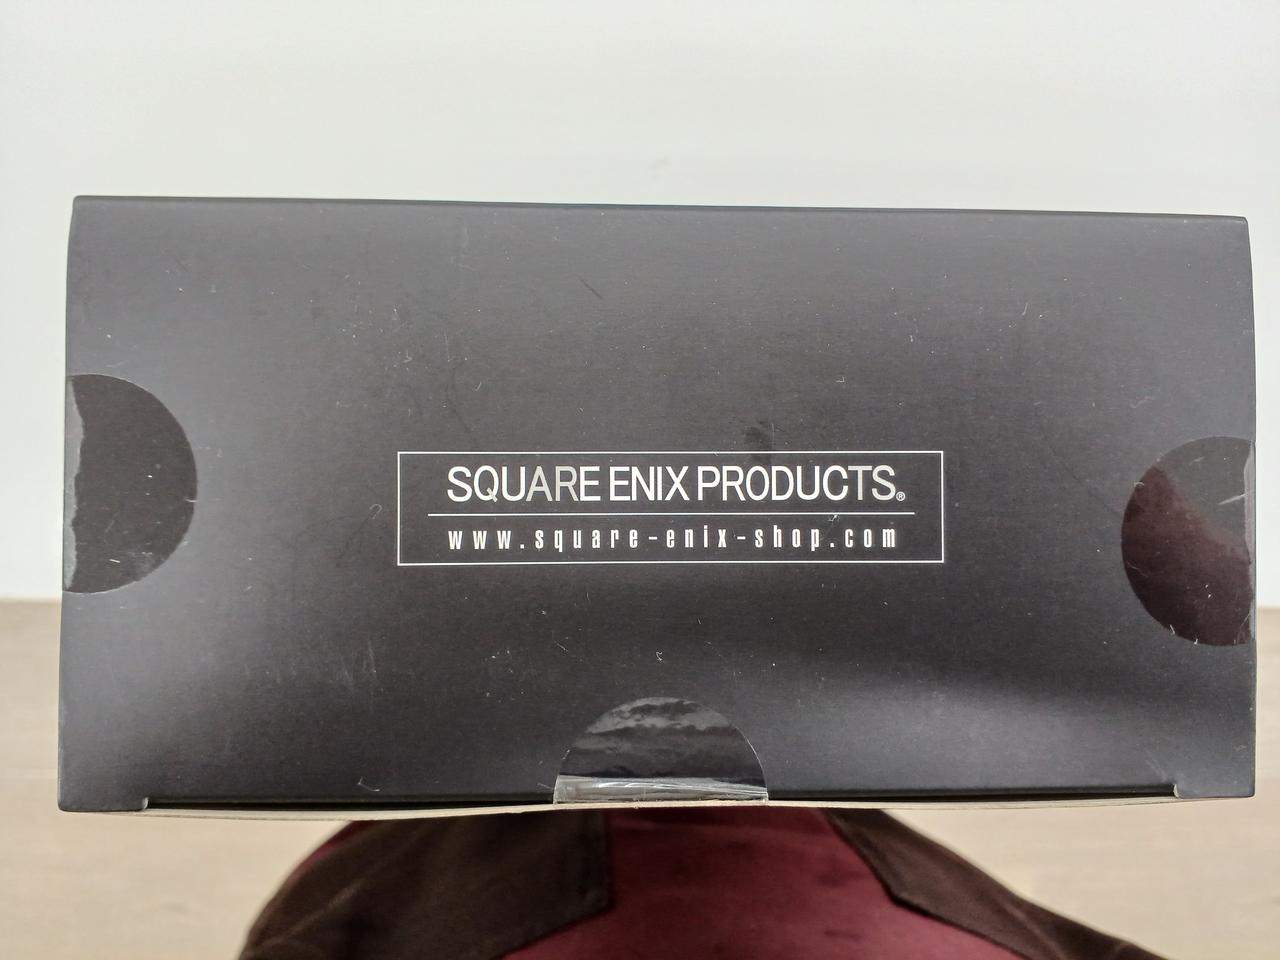 SQUARE ENIX PRODUCTS®
www.square-enix-shop.com